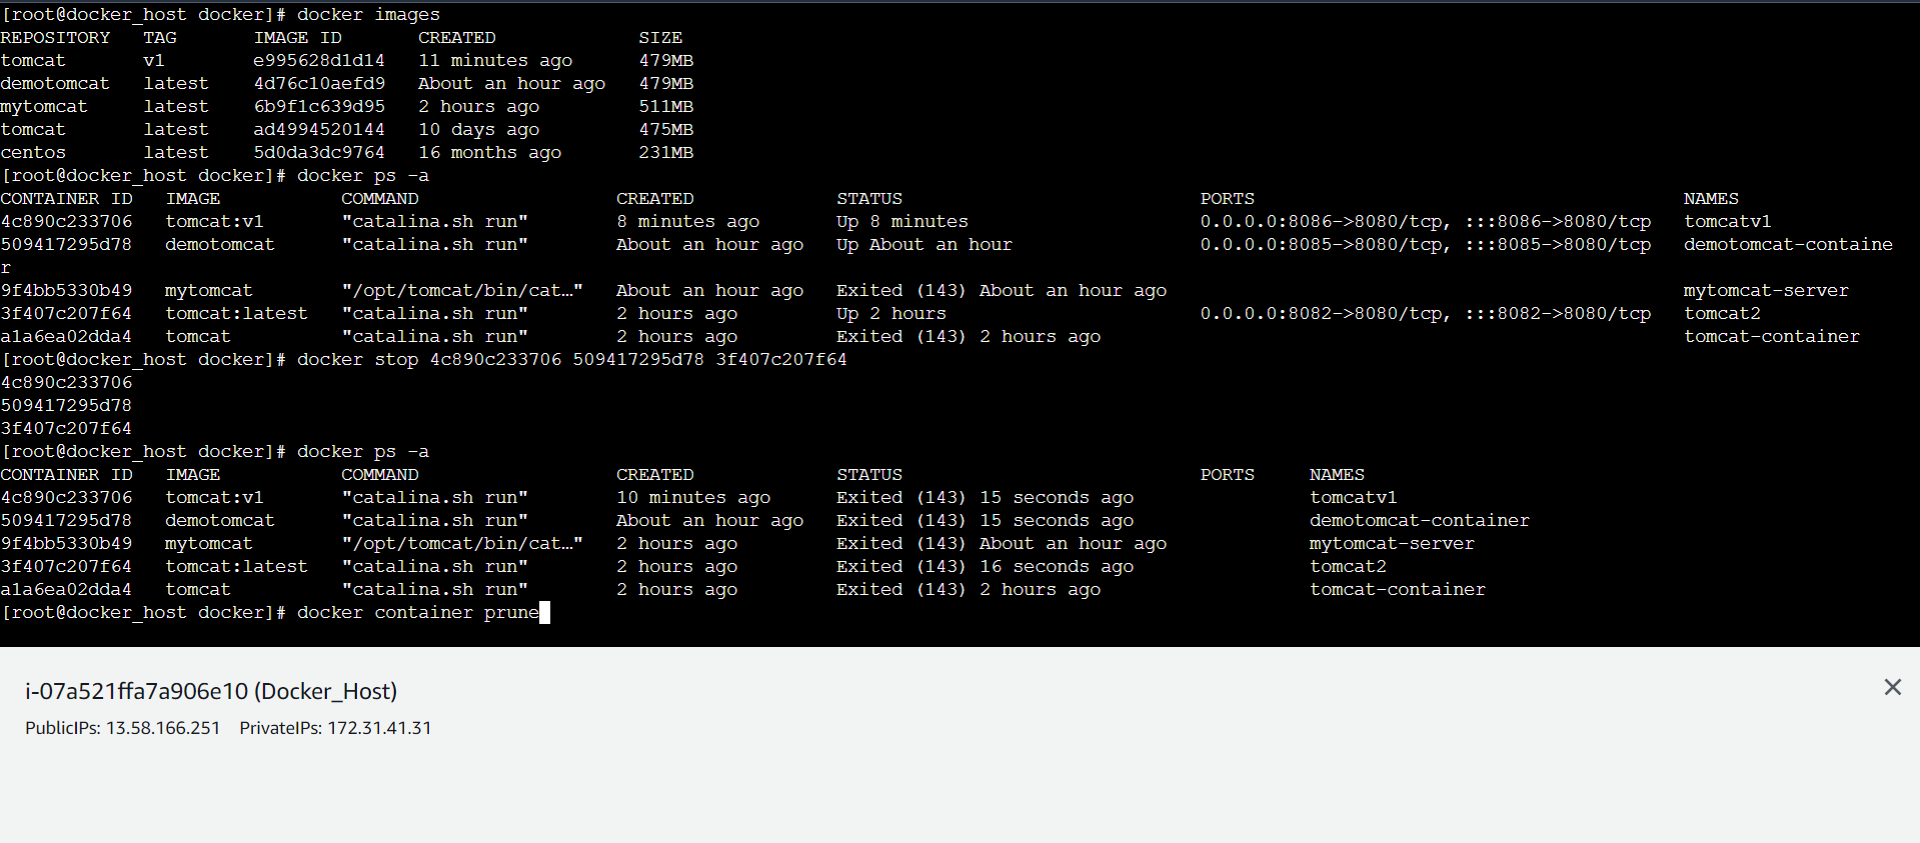 [root@docker_host docker]# docker images
REPOSITORY   TAG       IMAGE ID       CREATED             SIZE
tomcat       v1        e995628d1d14   11 minutes ago      479MB
demotomcat   latest    4d76c10aefd9   About an hour ago   479MB
mytomcat     latest    6b9f1c639d95   2 hours ago         511MB
tomcat       latest    ad4994520144   10 days ago         475MB
centos       latest    5d0da3dc9764   16 months ago       231MB
[root@docker_host docker]# docker ps -a
CONTAINER ID   IMAGE           COMMAND                  CREATED             STATUS                           PORTS                                       NAMES
4c890c233706   tomcat:v1       "catalina.sh run"        8 minutes ago       Up 8 minutes                     0.0.0.0:8086->8080/tcp, :::8086->8080/tcp   tomcatv1
509417295d78   demotomcat      "catalina.sh run"        About an hour ago   Up About an hour                 0.0.0.0:8085->8080/tcp, :::8085->8080/tcp   demotomcat-containe
r
9f4bb5330b49   mytomcat        "/opt/tomcat/bin/cat…"   About an hour ago   Exited (143) About an hour ago                                               mytomcat-server
3f407c207f64   tomcat:latest   "catalina.sh run"        2 hours ago         Up 2 hours                       0.0.0.0:8082->8080/tcp, :::8082->8080/tcp   tomcat2
a1a6ea02dda4   tomcat          "catalina.sh run"        2 hours ago         Exited (143) 2 hours ago                                                     tomcat-container
[root@docker_host docker]# docker stop 4c890c233706 509417295d78 3f407c207f64
4c890c233706
509417295d78
3f407c207f64
[root@docker_host docker]# docker ps -a
CONTAINER ID   IMAGE           COMMAND                  CREATED             STATUS                           PORTS     NAMES
4c890c233706   tomcat:v1       "catalina.sh run"        10 minutes ago      Exited (143) 15 seconds ago                tomcatv1
509417295d78   demotomcat      "catalina.sh run"        About an hour ago   Exited (143) 15 seconds ago                demotomcat-container
9f4bb5330b49   mytomcat        "/opt/tomcat/bin/cat…"   2 hours ago         Exited (143) About an hour ago             mytomcat-server
3f407c207f64   tomcat:latest   "catalina.sh run"        2 hours ago         Exited (143) 16 seconds ago                tomcat2
a1a6ea02dda4   tomcat          "catalina.sh run"        2 hours ago         Exited (143) 2 hours ago                   tomcat-container
[root@docker_host docker]# docker container prune
i-07a521ffa7a906e10 (Docker_Host)
PublicIPs: 13.58.166.251 PrivateIPs: 172.31.41.31